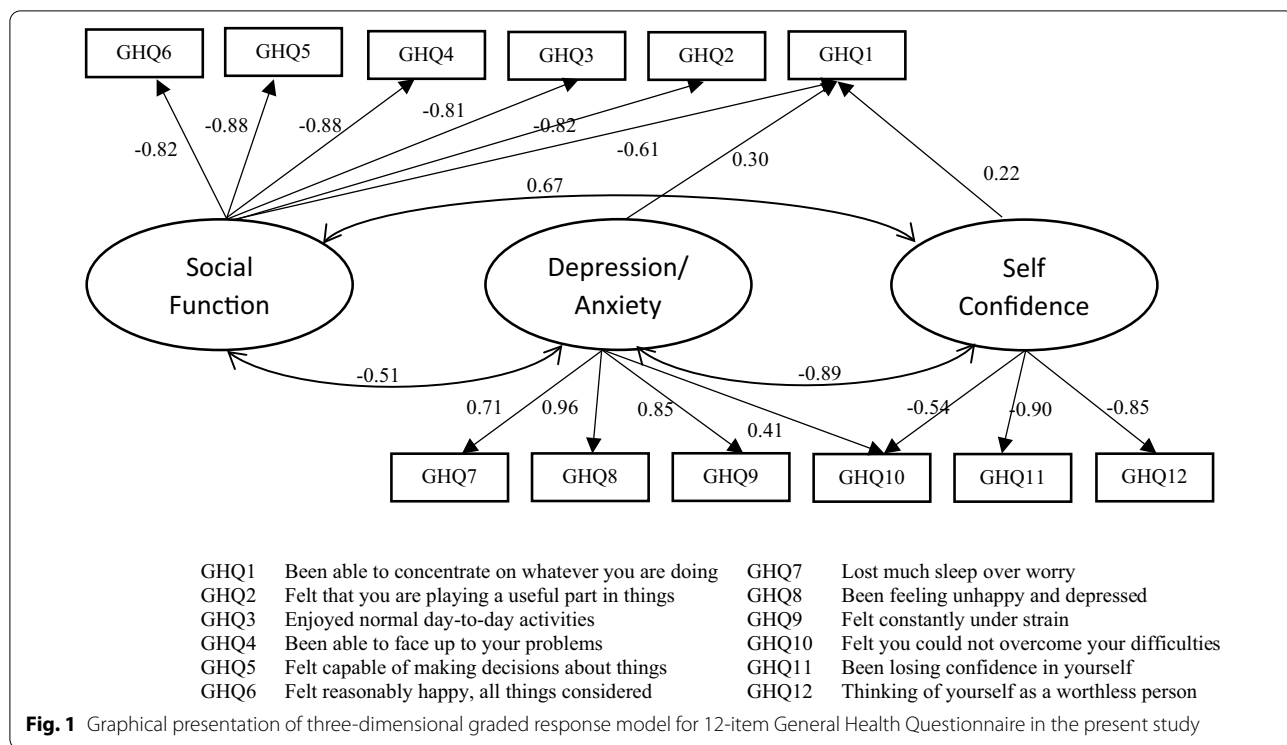 GHQ6 GHQ5 GHQ4 GHQ3 GHQ2 GHQ1
-0.82 -0.88 -0.88 -0.81 -0.82 -0.61 0.30 0.22
0.67
Social
Function
Depression/
Anxiety
Self
Confidence
-0.51 -0.89
0.71 0.96 0.85 0.41 -0.54 -0.90 -0.85
GHQ7 GHQ8 GHQ9 GHQ10 GHQ11 GHQ12
GHQ1 Been able to concentrate on whatever you are doing
GHQ2 Felt that you are playing a useful part in things
GHQ3 Enjoyed normal day-to-day activities
GHQ4 Been able to face up to your problems
GHQ5 Felt capable of making decisions about things
GHQ6 Felt reasonably happy, all things considered
GHQ7 Lost much sleep over worry
GHQ8 Been feeling unhappy and depressed
GHQ9 Felt constantly under strain
GHQ10 Felt you could not overcome your difficulties
GHQ11 Been losing confidence in yourself
GHQ12 Thinking of yourself as a worthless person
Fig. 1 Graphical presentation of three-dimensional graded response model for 12-item General Health Questionnaire in the present study